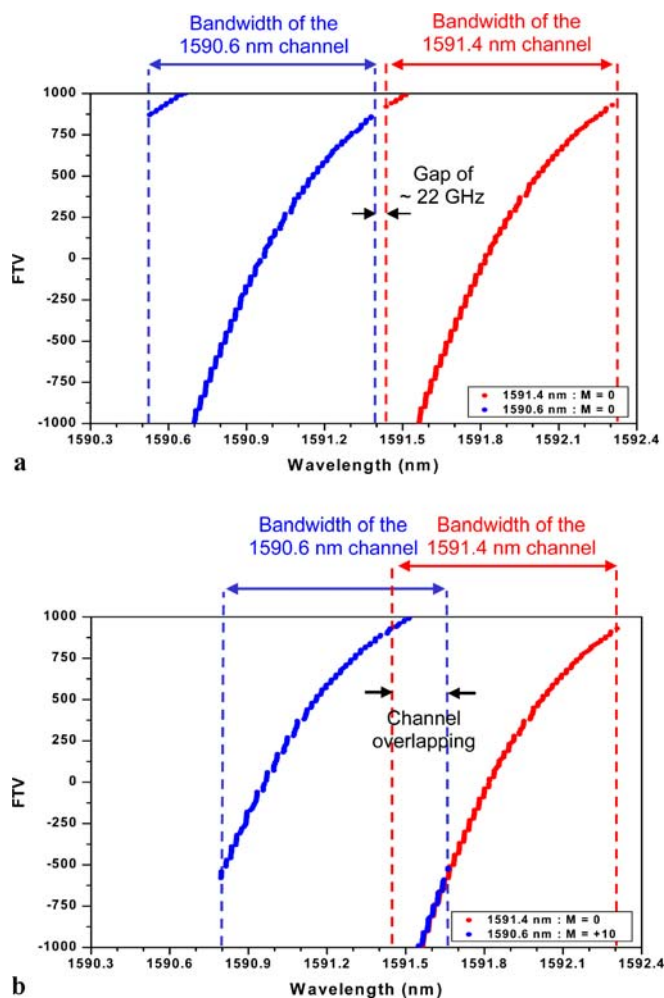 Bandwidth of the
1590.6 nm channel
Bandwidth of the
1591.4 nm channel
1000
750
500
250
0
-250
-500
-750
-1000
FTV
Gap of
~ 22 GHz
1591.4 nm : M = 0
1590.6 nm : M = 0
1590.3 1590.6 1590.9 1591.2 1591.5 1591.8 1592.1 1592.4
Wavelength (nm)
a
Bandwidth of the
1590.6 nm channel
Bandwidth of the
1591.4 nm channel
1000
750
500
250
0
-250
-500
-750
-1000
FTV
Channel
overlapping
1591.4 nm : M = 0
1590.6 nm : M = +10
1590.3 1590.6 1590.9 1591.2 1591.5 1591.8 1592.1 1592.4
Wavelength (nm)
b